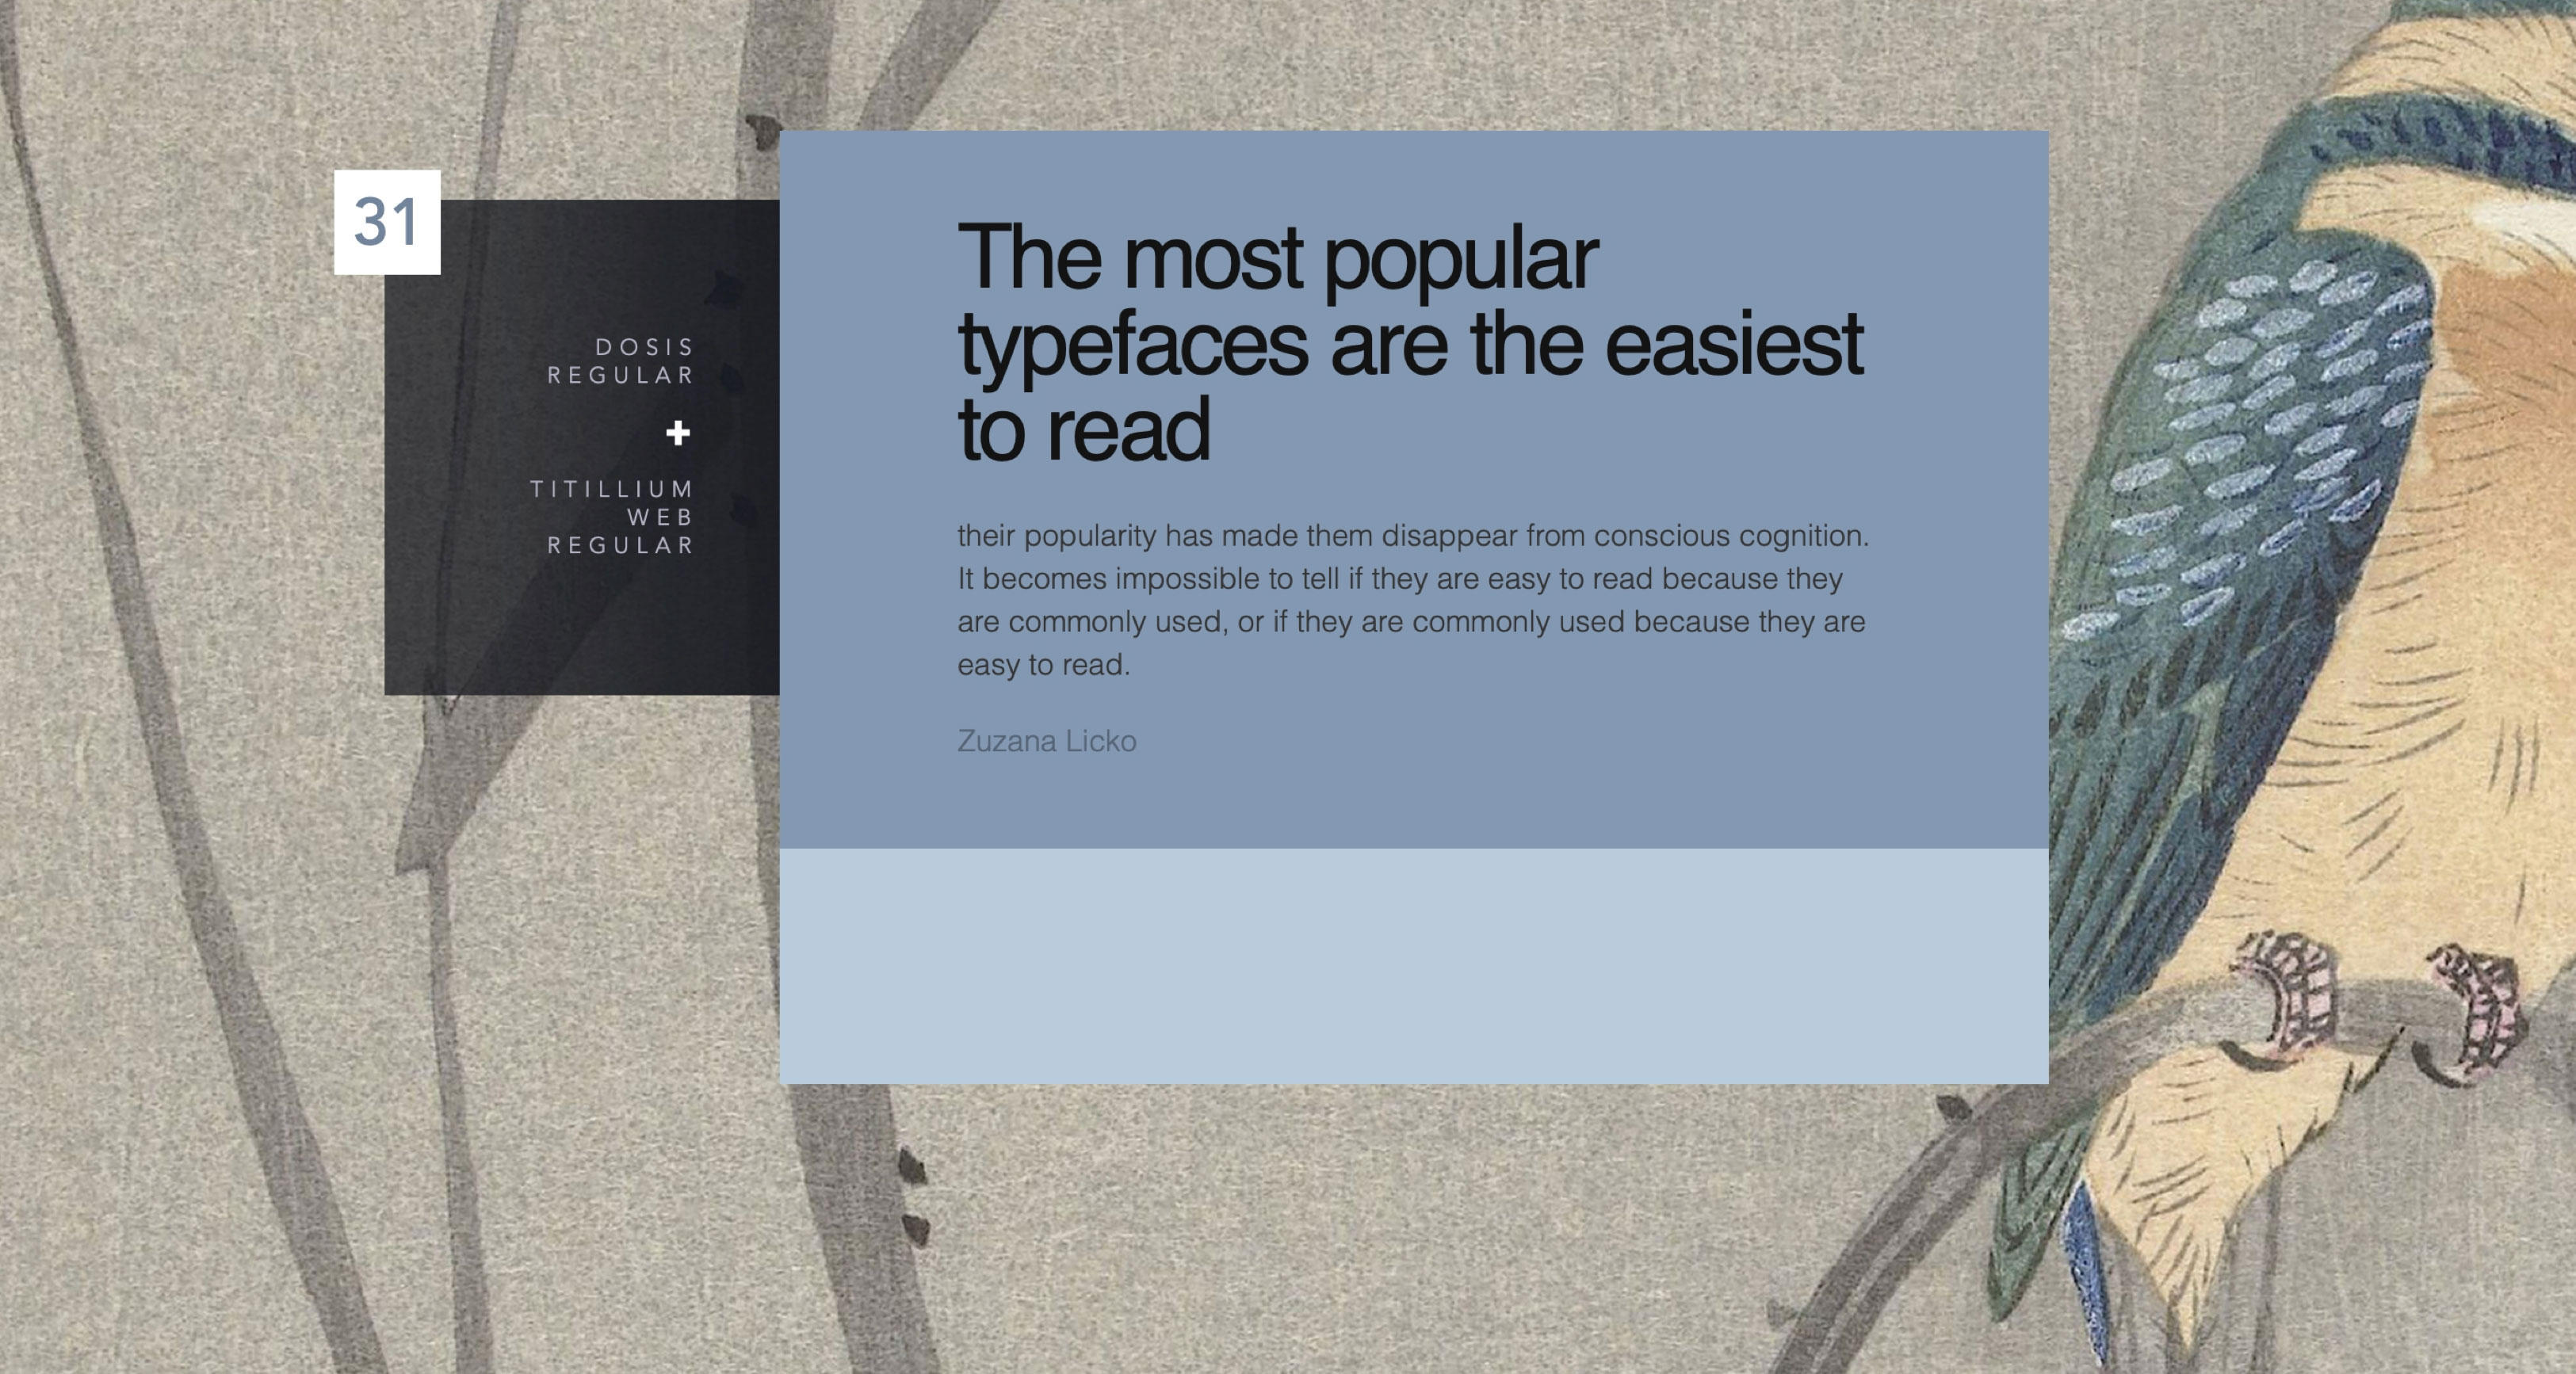 31
DOSIS
REGULAR
+
TITILLIUM
WEB
REGULAR
The most popular
typefaces are the easiest
to read
their popularity has made them disappear from conscious cognition.
It becomes impossible to tell if they are easy to read because they
are commonly used, or if they are commonly used because they are
easy to read.
Zuzana Licko